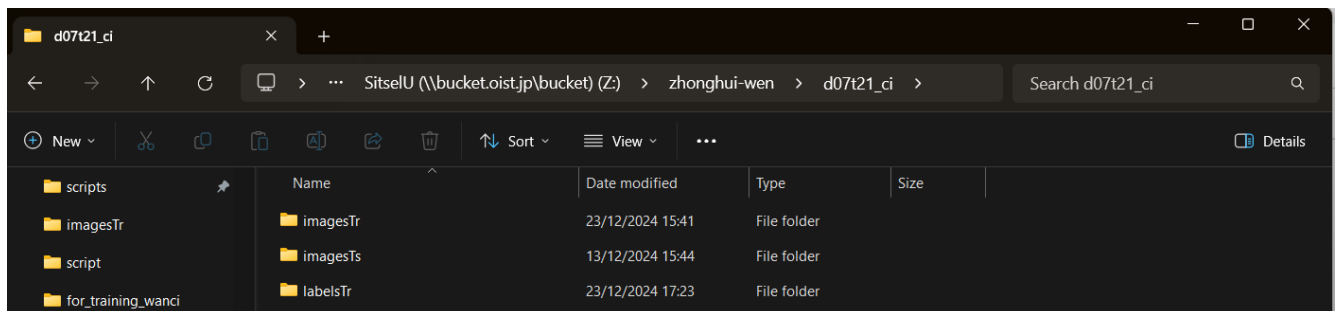 d07t21_ci
SitselU (\\bucket.oist.jp\bucket) (Z:) > zhonghui-wen > d07t21_ci >
Search d07t21_ci
New
Sort
View
Details
scripts
imagesTr
script
for_training_wanci
Name Date modified Type Size
imagesTr 23/12/2024 15:41 File folder
imagesTs 13/12/2024 15:44 File folder
labelsTr 23/12/2024 17:23 File folder